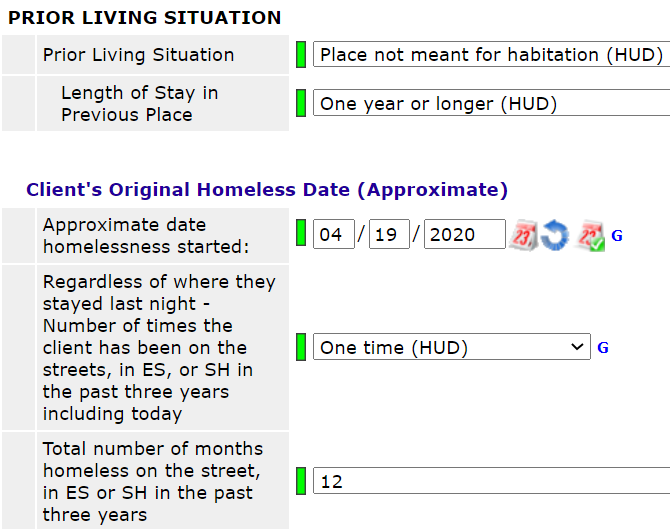 PRIOR LIVING SITUATION
Prior Living Situation
Place not meant for habitation (HUD)
Length of Stay in
Previous Place
One year or longer (HUD)
Client's Original Homeless Date (Approximate)
Approximate date
homelessness started:
04 / 19 / 2020 23 23 G
Regardless of where they
stayed last night -
Number of times the
client has been on the
streets, in ES, or SH in
the past three years
including today
One time (HUD) G
Total number of months
homeless on the street,
in ES or SH in the past
three years
12